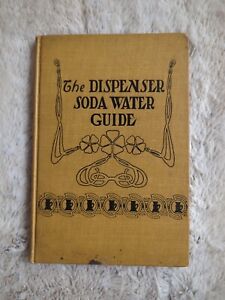 The DISPENSER
SODA WATER
GUIDE